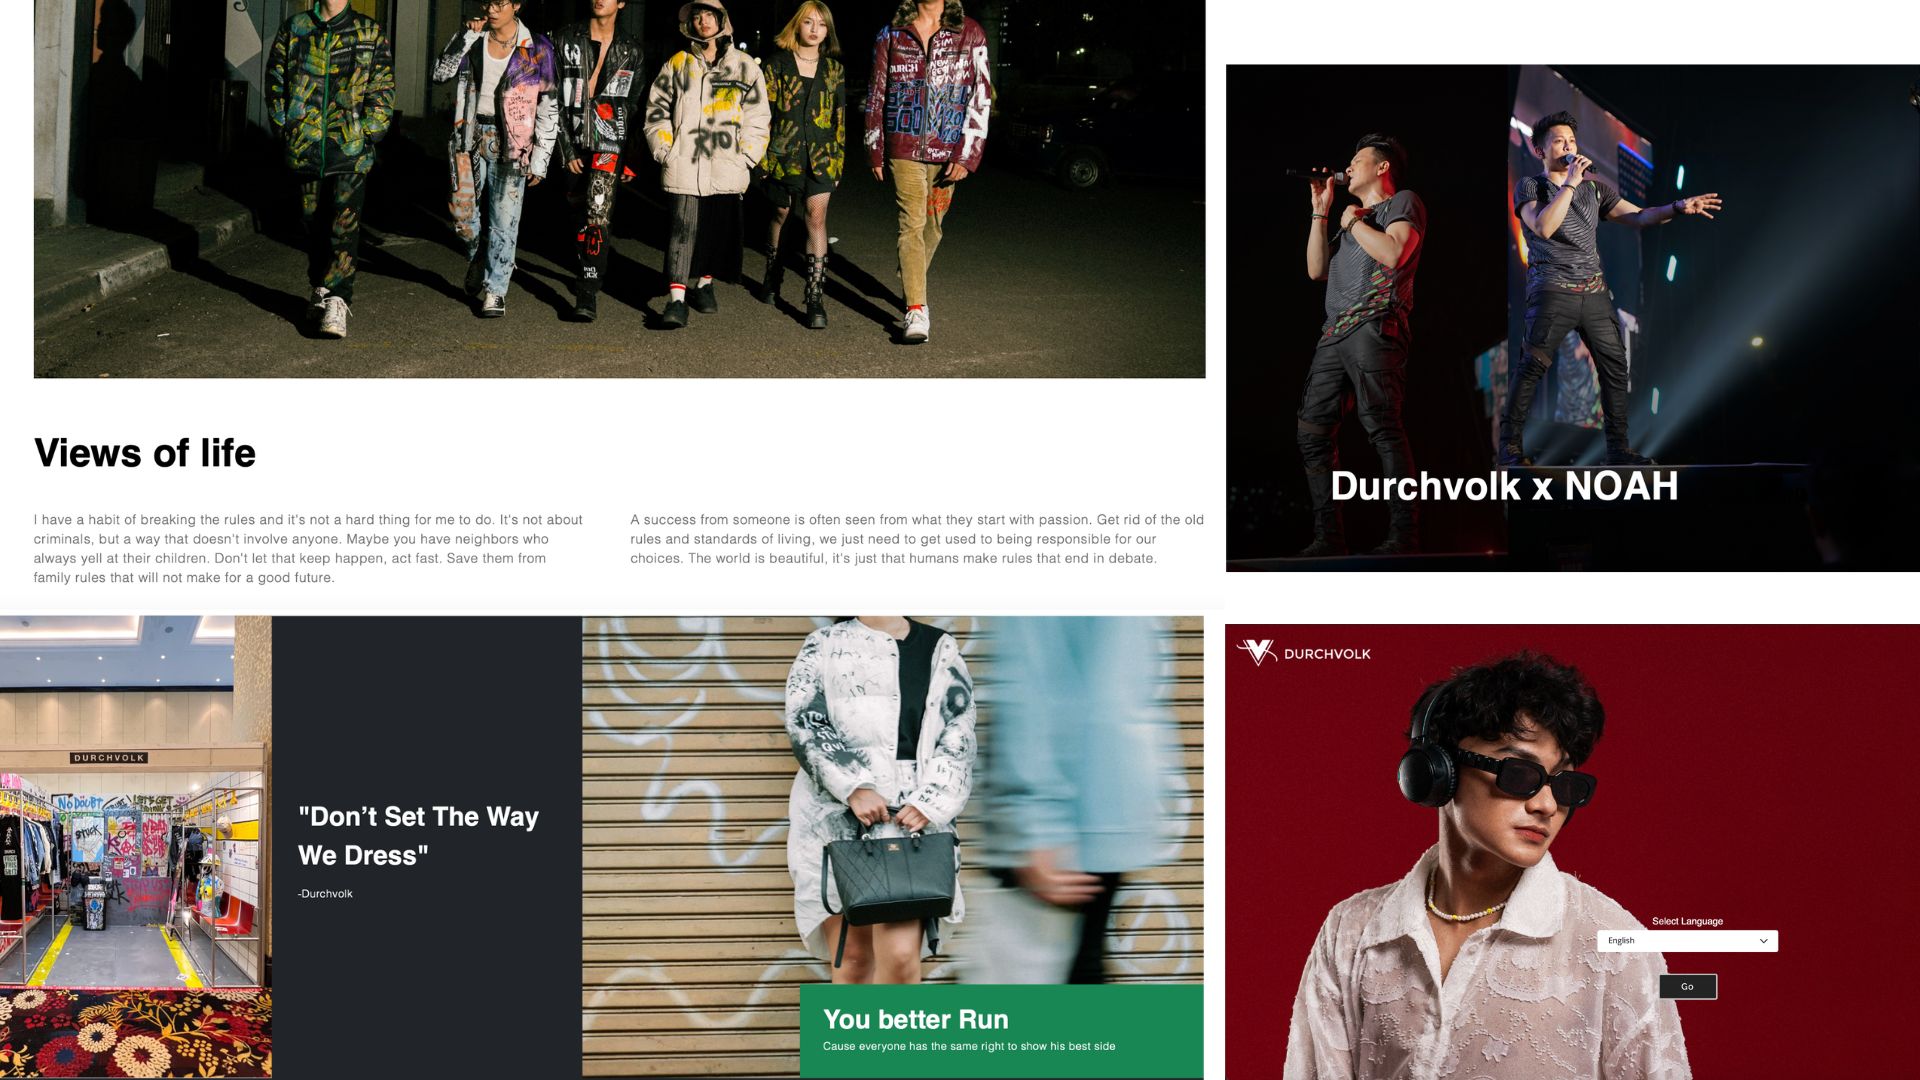 RIOT
Views of life
I have a habit of breaking the rules and it's not a hard thing for me to do. It's not about
criminals, but a way that doesn't involve anyone. Maybe you have neighbors who
always yell at their children. Don't let that keep happen, act fast. Save them from
family rules that will not make for a good future.
A success from someone is often seen from what they start with passion. Get rid of the old
rules and standards of living, we just need to get used to being responsible for our
choices. The world is beautiful, it's just that humans make rules that end in debate.
Durchvolk x NOAH
DURCHVOLK
NO DOUBT
STUCK
"Don’t Set The Way
We Dress"
-Durchvolk
You better Run
Cause everyone has the same right to show his best side
DURCHVOLK
Select Language
English
Go